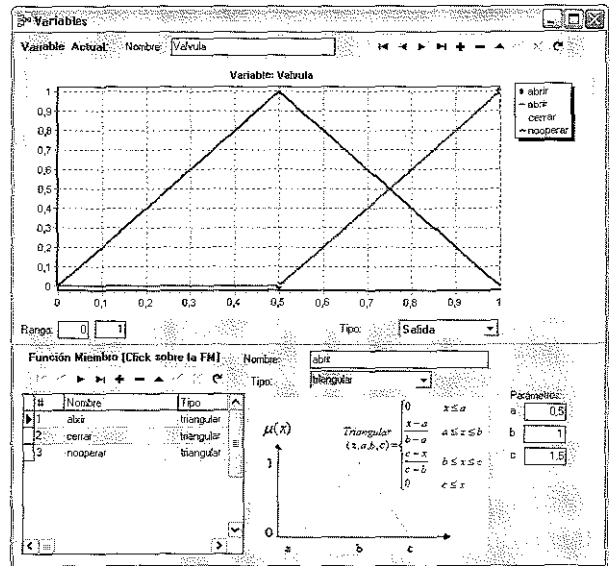 Variables
Variable Actual: Nombre: Valvula
Variable: Valvula
1
0,9
0,8
0,7
0,6
0,5
0,4
0,3
0,2
0,1
0
0 0,1 0,2 0,3 0,4 0,5 0,6 0,7 0,8 0,9 1
abrir
abrir
cerrar
nooperar
Rango: 0 1
Tipo: Salida
Función Miembro [Click sobre la FM]
Nombre: abrir
Tipo: triangular
# Nombre Tipo
1 abrir triangular
2 cerrar triangular
3 nooperar triangular
μ(x)
1
0
a b c
Triangular
(x,a,b,c)=
0 x ≤ a
x − a
b − a
a ≤ x ≤ b
c − x
c − b
b ≤ x ≤ c
0 c ≤ x
Parámetros:
a 0,5
b 1
c 1,5